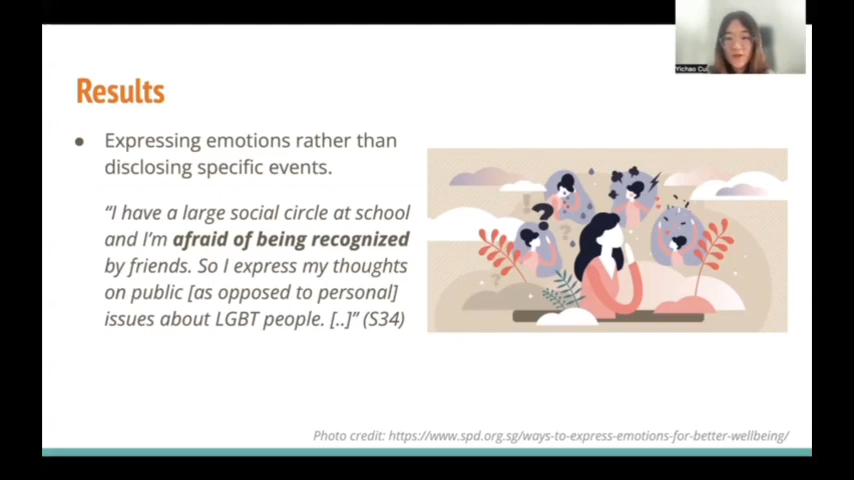 Yichao Cui
Results
● Expressing emotions rather than
disclosing specific events.
“I have a large social circle at school
and I’m afraid of being recognized
by friends. So I express my thoughts
on public [as opposed to personal]
issues about LGBT people. [..]” (S34)
Photo credit: https://www.spd.org.sg/ways-to-express-emotions-for-better-wellbeing/